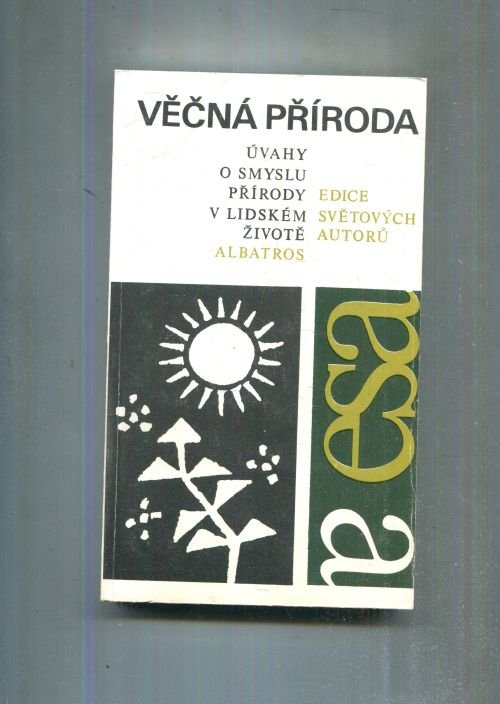 VĚČNÁ PŘÍRODA
ÚVAHY
O SMYSLU
PŘÍRODY
V LIDSKÉM
ŽIVOTĚ
ALBATROS
EDICE
SVĚTOVÝCH
AUTORŮ
esa
a